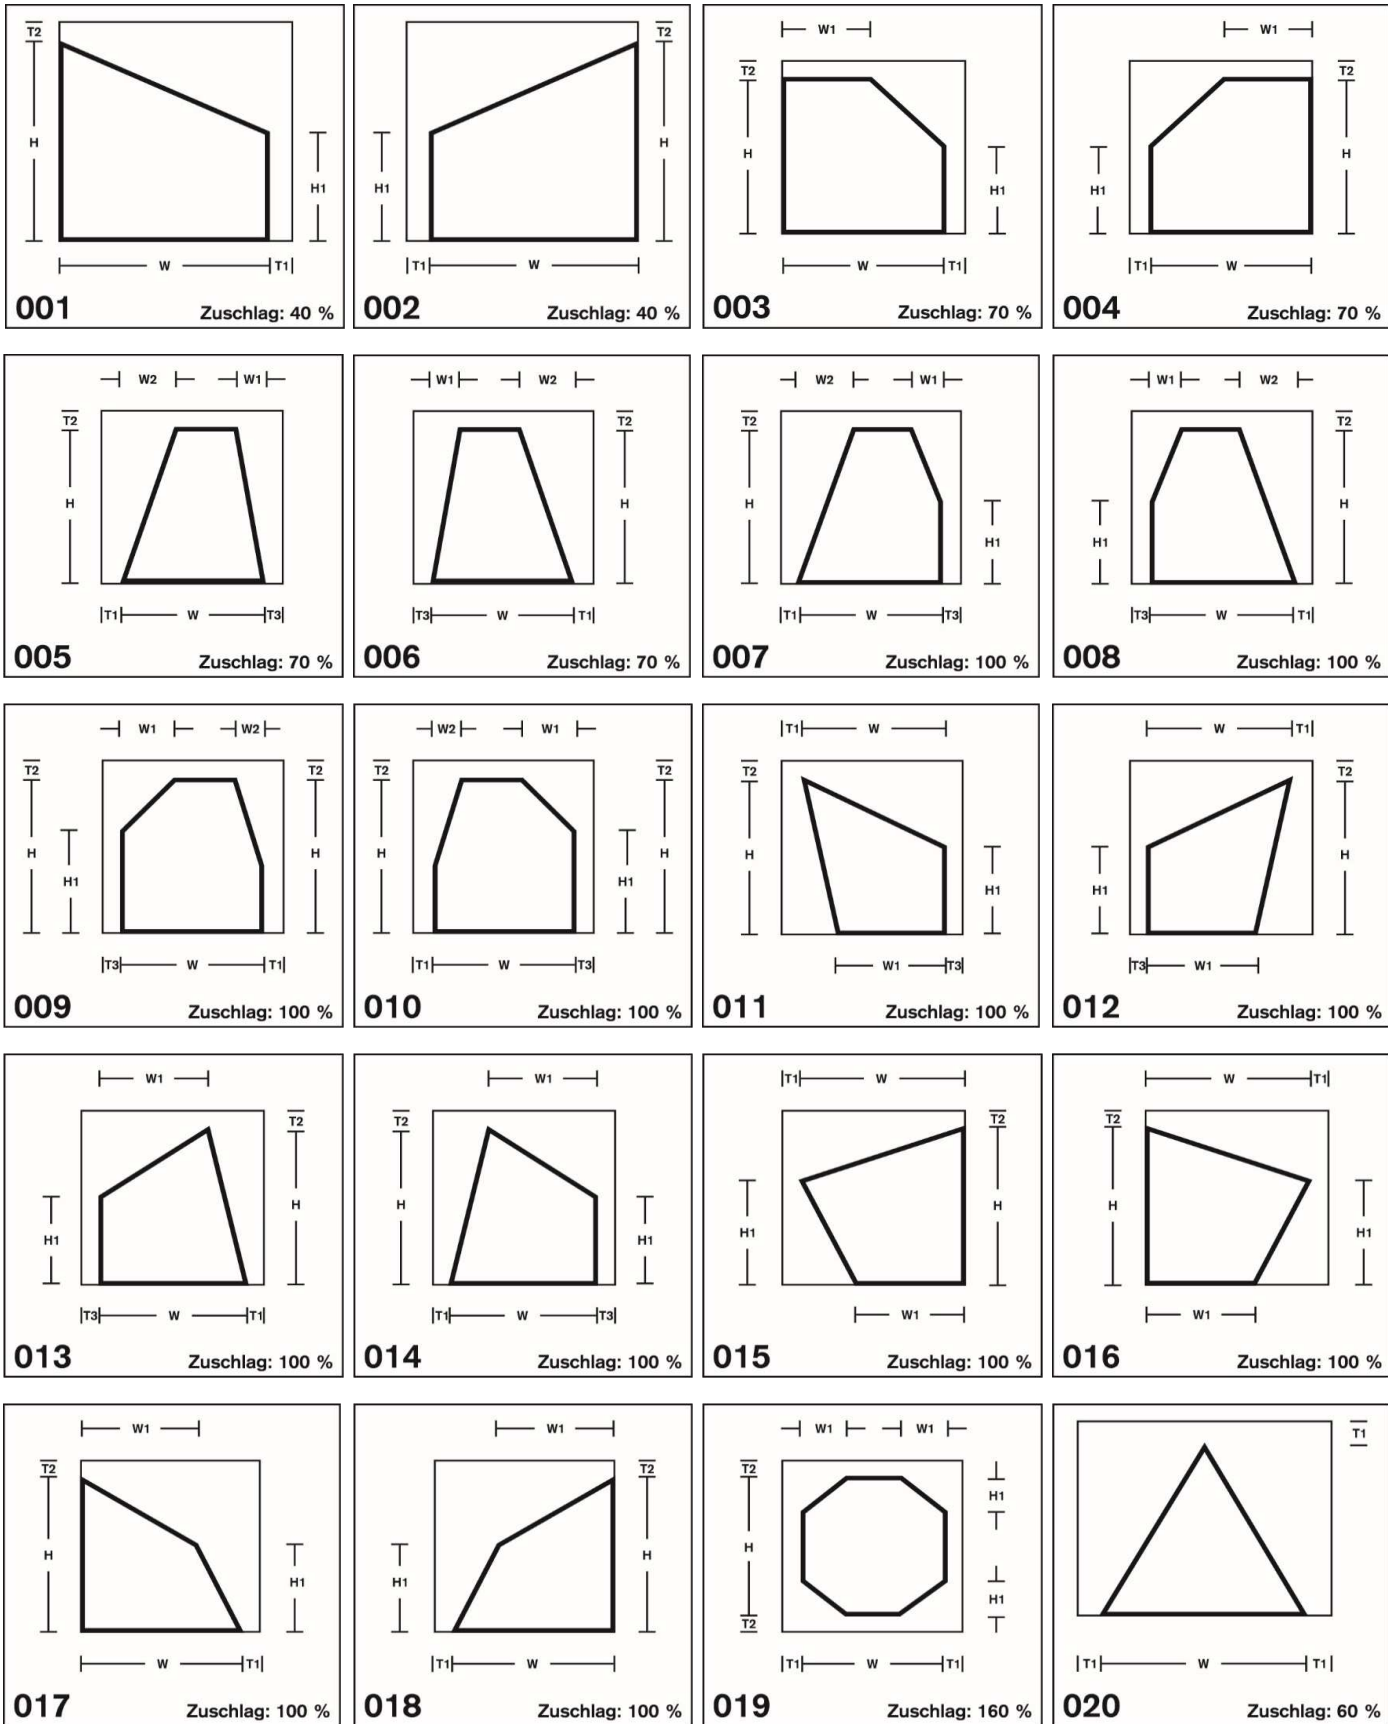 T2
H
H1
W
T1
001
Zuschlag: 40 %
T2
H
H1
T1
W
002
Zuschlag: 40 %
W1
T2
H
H1
W
T1
003
Zuschlag: 70 %
W1
T2
H
H1
T1
W
004
Zuschlag: 70 %
W2
W1
T2
H
T1
W
T3
005
Zuschlag: 70 %
W1
W2
T2
H
T3
W
T1
006
Zuschlag: 70 %
W2
W1
T2
H
H1
T1
W
T3
007
Zuschlag: 100 %
W1
W2
T2
H
H1
T3
W
T1
008
Zuschlag: 100 %
W1
W2
T2
T2
H
H
H1
T3
W
T1
009
Zuschlag: 100 %
W2
W1
T2
T2
H
H
H1
T1
W
T3
010
Zuschlag: 100 %
T1
W
T2
H
H1
W1
T3
011
Zuschlag: 100 %
W
T1
T2
H
H1
T3
W1
012
Zuschlag: 100 %
W1
T2
H
H1
T3
W
T1
013
Zuschlag: 100 %
W1
T2
H
H1
T1
W
T3
014
Zuschlag: 100 %
T1
W
T2
H
H1
W1
015
Zuschlag: 100 %
W
T1
T2
H
H1
W1
016
Zuschlag: 100 %
W1
T2
H
H1
W
T1
017
Zuschlag: 100 %
W1
T2
H
H1
T1
W
018
Zuschlag: 100 %
W1
W1
T2
H1
H
H1
T2
T1
W
T1
019
Zuschlag: 160 %
T1
T1
W
T1
020
Zuschlag: 60 %